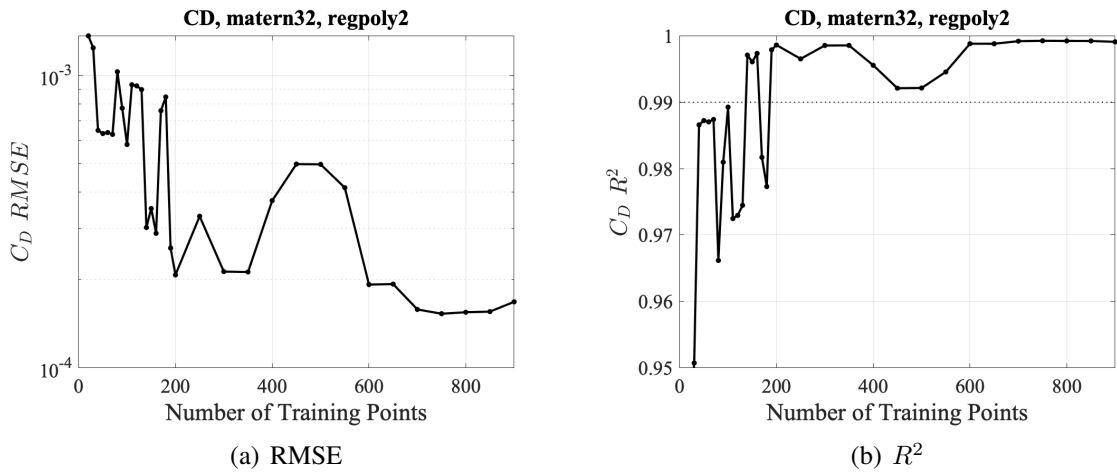 CD, matern32, regpoly2
10^-3
10^-4
C_D RMSE
0 200 400 600 800
Number of Training Points
(a) RMSE
CD, matern32, regpoly2
1
0.99
0.98
0.97
0.96
0.95
C_D R^2
0 200 400 600 800
Number of Training Points
(b) R^2